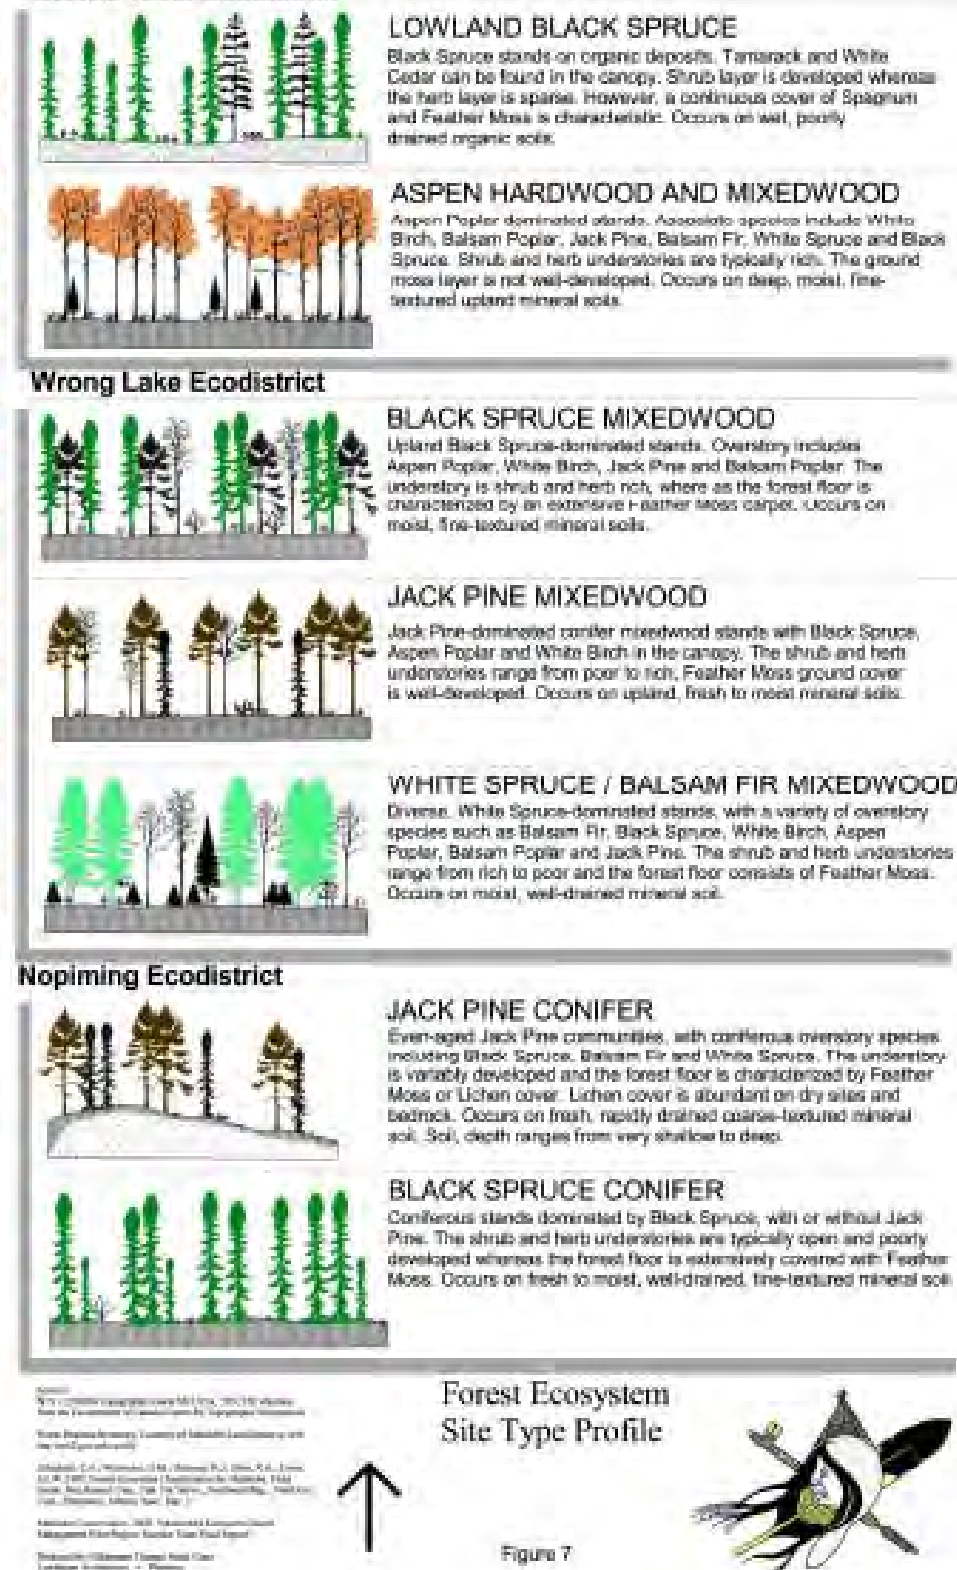 LOWLAND BLACK SPRUCE
Black Spruce stands on organic deposits. Tamarack and White
Cedar can be found in the canopy. Shrub layer is developed whereas
the herb layer is sparse. However, a continuous cover of Spagnum
and Feather Moss is characteristic. Occurs on wet, poorly
drained organic soils.
ASPEN HARDWOOD AND MIXEDWOOD
Aspen Poplar dominated stands. Associate species include White
Birch, Balsam Poplar, Jack Pine, Balsam Fir, White Spruce and Black
Spruce. Shrub and herb understories are typically rich. The ground
moss layer is not well-developed. Occurs on deep, moist, fine-
textured upland mineral soils.
Wrong Lake Ecodistrict
BLACK SPRUCE MIXEDWOOD
Upland Black Spruce-dominated stands. Overstory includes
Aspen Poplar, White Birch, Jack Pine and Balsam Poplar. The
understory is shrub and herb rich, where as the forest floor is
characterized by an extensive Feather Moss carpet. Occurs on
moist, fine-textured mineral soils.
JACK PINE MIXEDWOOD
Jack Pine-dominated conifer mixedwood stands with Black Spruce,
Aspen Poplar and White Birch in the canopy. The shrub and herb
understories range from poor to rich. Feather Moss ground cover
is well-developed. Occurs on upland, fresh to moist mineral soils.
WHITE SPRUCE / BALSAM FIR MIXEDWOOD
Diverse, White Spruce-dominated stands, with a variety of overstory
species such as Balsam Fir, Black Spruce, White Birch, Aspen
Poplar, Balsam Poplar and Jack Pine. The shrub and herb understories
range from rich to poor and the forest floor consists of Feather Moss.
Occurs on moist, well-drained mineral soil.
Nopiming Ecodistrict
JACK PINE CONIFER
Even-aged Jack Pine communities, with coniferous overstory species
including Black Spruce, Balsam Fir and White Spruce. The understory
is variably developed and the forest floor is characterized by Feather
Moss or Lichen cover. Lichen cover is abundant on dry sites and
bedrock. Occurs on fresh, rapidly drained coarse-textured mineral
soil. Soil, depth ranges from very shallow to deep.
BLACK SPRUCE CONIFER
Coniferous stands dominated by Black Spruce, with or without Jack
Pine. The shrub and herb understories are typically open and poorly
developed whereas the forest floor is extensively covered with Feather
Moss. Occurs on fresh to moist, well-drained, fine-textured mineral soil
Forest Ecosystem
Site Type Profile
Figure 7